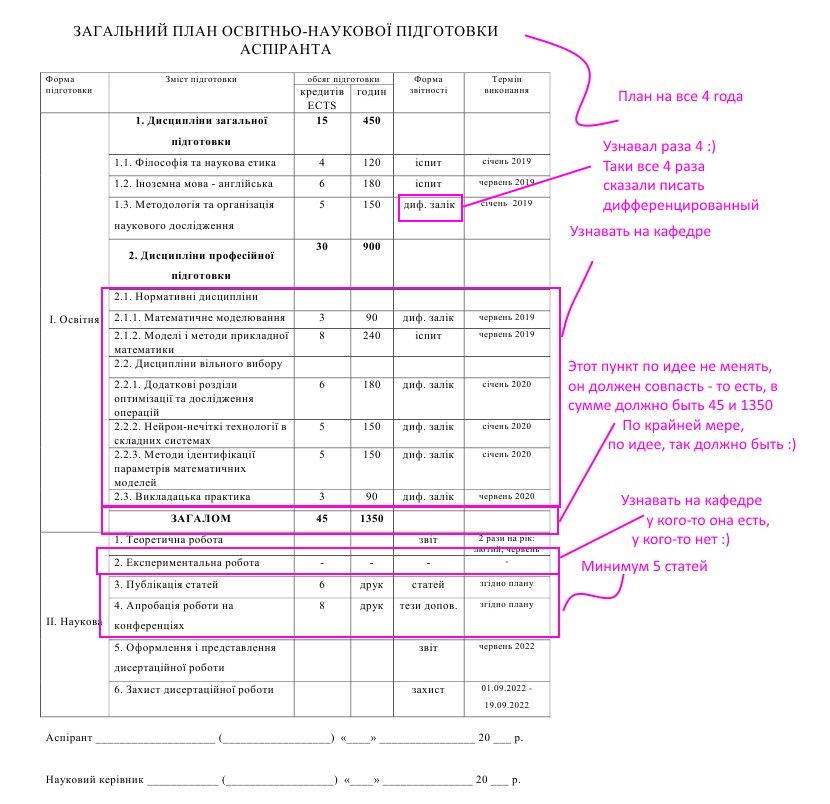 ЗАГАЛЬНИЙ ПЛАН ОСВІТНЬО-НАУКОВОЇ ПІДГОТОВКИ
АСПІРАНТА
План на все 4 года
Узнавал раза 4 :)
Таки все 4 раза
сказали писать
дифференцированный
Узнавать на кафедре
Форма підготовки Зміст підготовки обсяг підготовки Форма звітності Термін виконання
кредитів ECTS годин
І. Освітня
1. Дисципліни загальної 15 450
підготовки
1.1. Філософія та наукова етика 4 120 іспит січень 2019
1.2. Іноземна мова - англійська 6 180 іспит червень 2019
1.3. Методологія та організація 5 150 диф. залік січень 2019
наукового дослідження
30 900
2. Дисципліни професійної
підготовки
2.1. Нормативні дисципліни
2.1.1. Математичне моделювання 3 90 диф. залік червень 2019
2.1.2. Моделі і методи прикладної 8 240 іспит червень 2019
математики
2.2. Дисципліни вільного вибору
2.2.1. Додаткові розділи 6 180 диф. залік січень 2020
оптимізації та дослідження
операцій
2.2.2. Нейрон-нечіткі технології в 5 150 диф. залік січень 2020
складних системах
2.2.3. Методи ідентифікації 5 150 диф. залік січень 2020
параметрів математичних
моделей
2.3. Викладацька практика 3 90 диф. залік червень 2020
ЗАГАЛОМ 45 1350
Этот пункт по идее не менять,
он должен совпасть - то есть, в
сумме должно быть 45 и 1350
По крайней мере,
по идее, так должно быть :)
ІІ. Наукова
1. Теоретична робота звіт 2 рази на рік:
лютий, червень
2. Експериментальна робота - - - -
3. Публікація статей 6 друк статей згідно плану
4. Апробація роботи на 8 друк тези допов. згідно плану
конференціях
5. Оформлення і представлення звіт червень 2022
дисертаційної роботи
6. Захист дисертаційної роботи захист 01.09.2022 -
19.09.2022
Узнавать на кафедре
у кого-то она есть,
у кого-то нет :)
Минимум 5 статей
Аспірант ____________________ (__________________) «____» ________________ 20 ___ р.
Науковий керівник ___________ (__________________) «____» _______________ 20 ___ р.